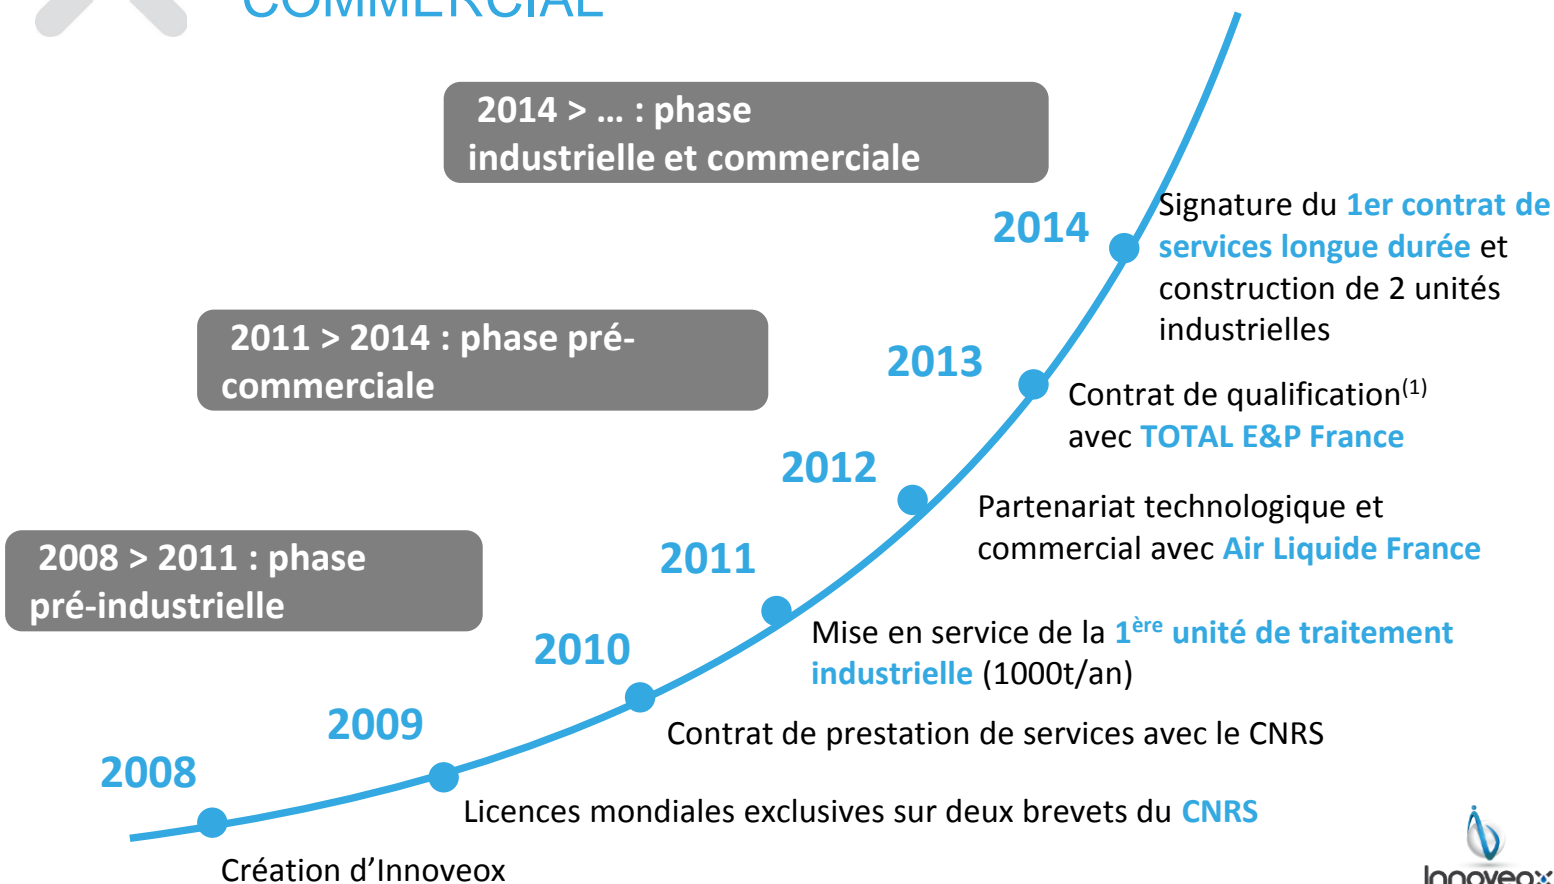 COMMERCIAL
2014 > ... : phase
industrielle et commerciale
2014
Signature du 1er contrat de
services longue durée et
construction de 2 unités
industrielles
2011 > 2014 : phase pré-
commerciale
2013
Contrat de qualification(1)
avec TOTAL E&P France
2012
Partenariat technologique et
commercial avec Air Liquide France
2008 > 2011 : phase
pré-industrielle
2011
Mise en service de la 1ère unité de traitement
industrielle (1000t/an)
2010
Contrat de prestation de services avec le CNRS
2009
Licences mondiales exclusives sur deux brevets du CNRS
2008
Création d’Innoveox
Innoveox